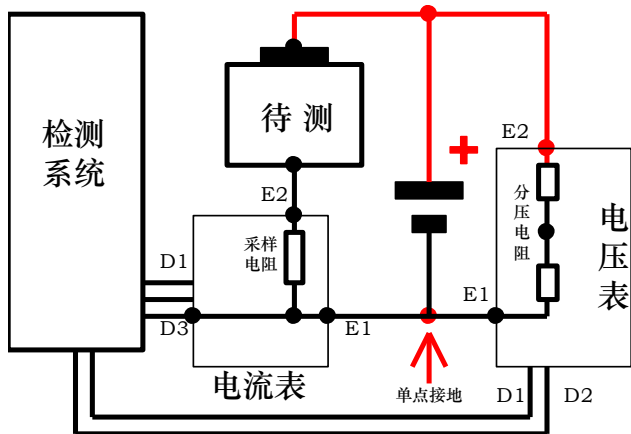 检测
系统
待 测
+
E2
E2
采样
电阻
分
压
电
阻
电
压
表
D1
D3
E1
E1
电流表
单点接地
D1
D2